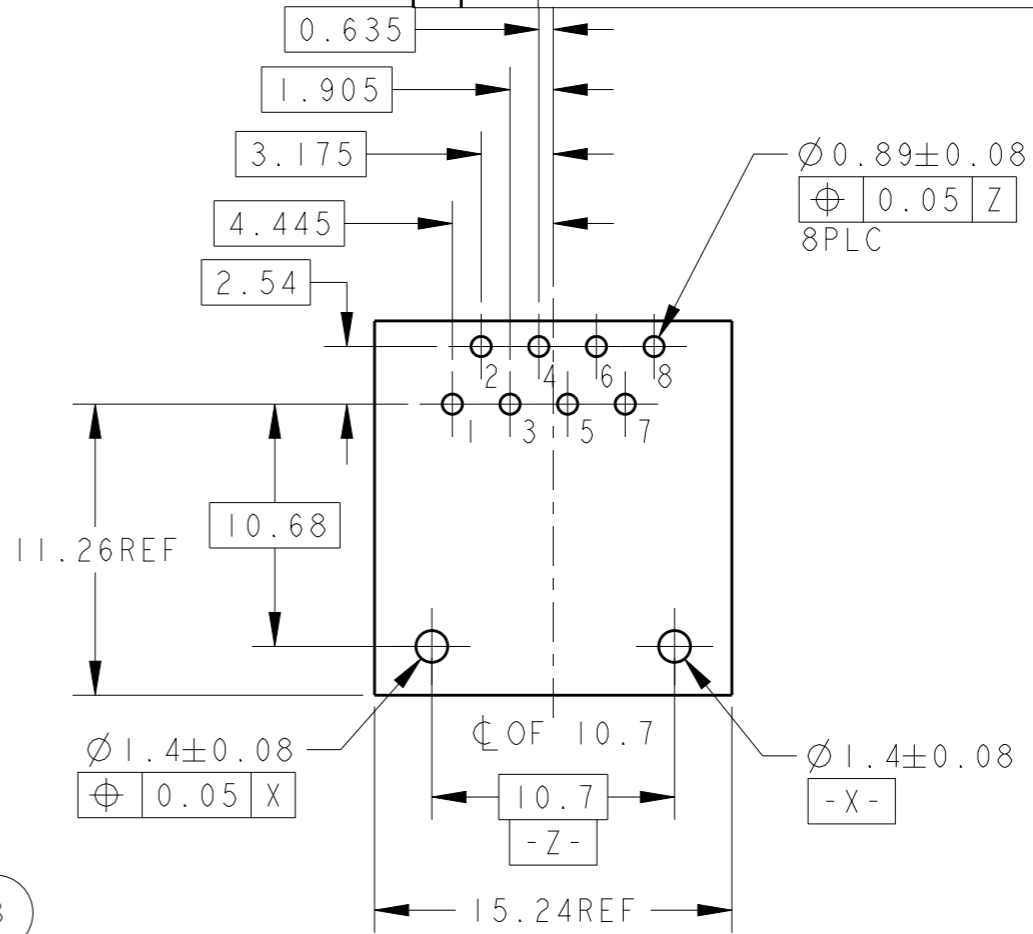 0.635
1.905
3.175
4.445
2.54
Ø0.89±0.08
⌖ 0.05 Z
8PLC
2 4 6 8
1 3 5 7
10.68
11.26REF
Ø1.4±0.08
⌖ 0.05 X
℄ OF 10.7
10.7
-Z-
Ø1.4±0.08
-X-
15.24REF